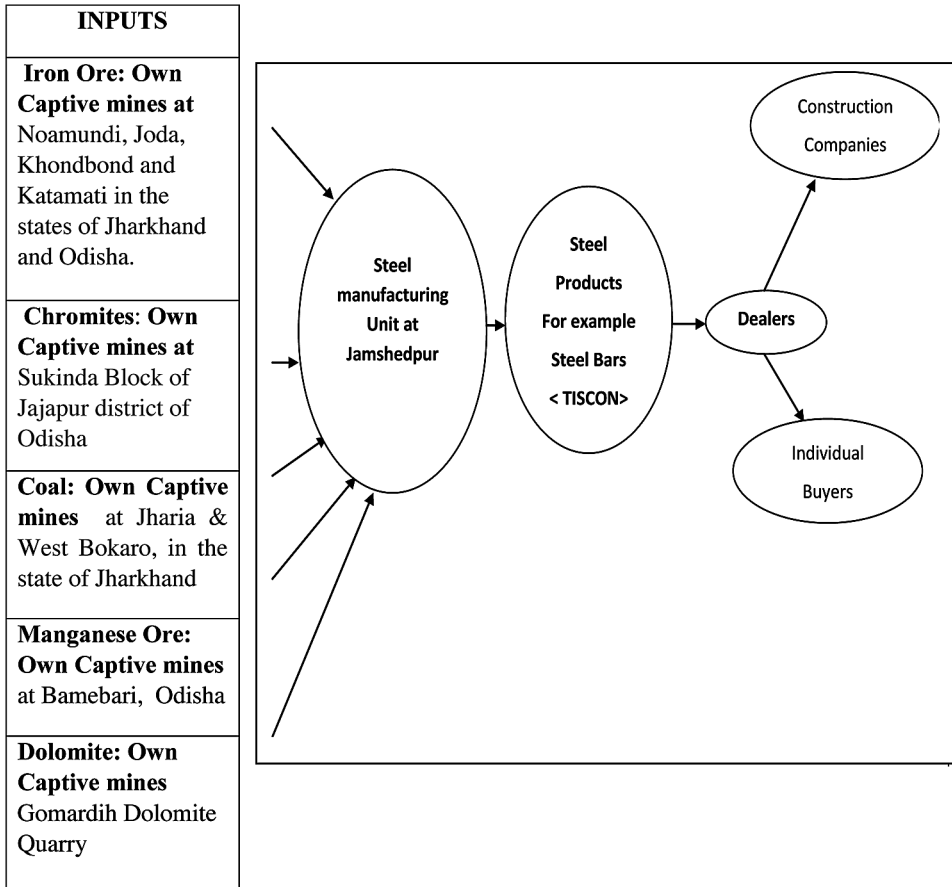 INPUTS
Iron Ore: Own
Captive mines at
Noamundi, Joda,
Khondbond and
Katamati in the
states of Jharkhand
and Odisha.
Chromites: Own
Captive mines at
Sukinda Block of
Jajapur district of
Odisha
Coal: Own Captive
mines at Jharia &
West Bokaro, in the
state of Jharkhand
Manganese Ore:
Own Captive mines
at Bamebari, Odisha
Dolomite: Own
Captive mines
Gomardih Dolomite
Quarry
Steel
manufacturing
Unit at
Jamshedpur
Steel
Products
For example
Steel Bars
< TISCON>
Dealers
Construction
Companies
Individual
Buyers